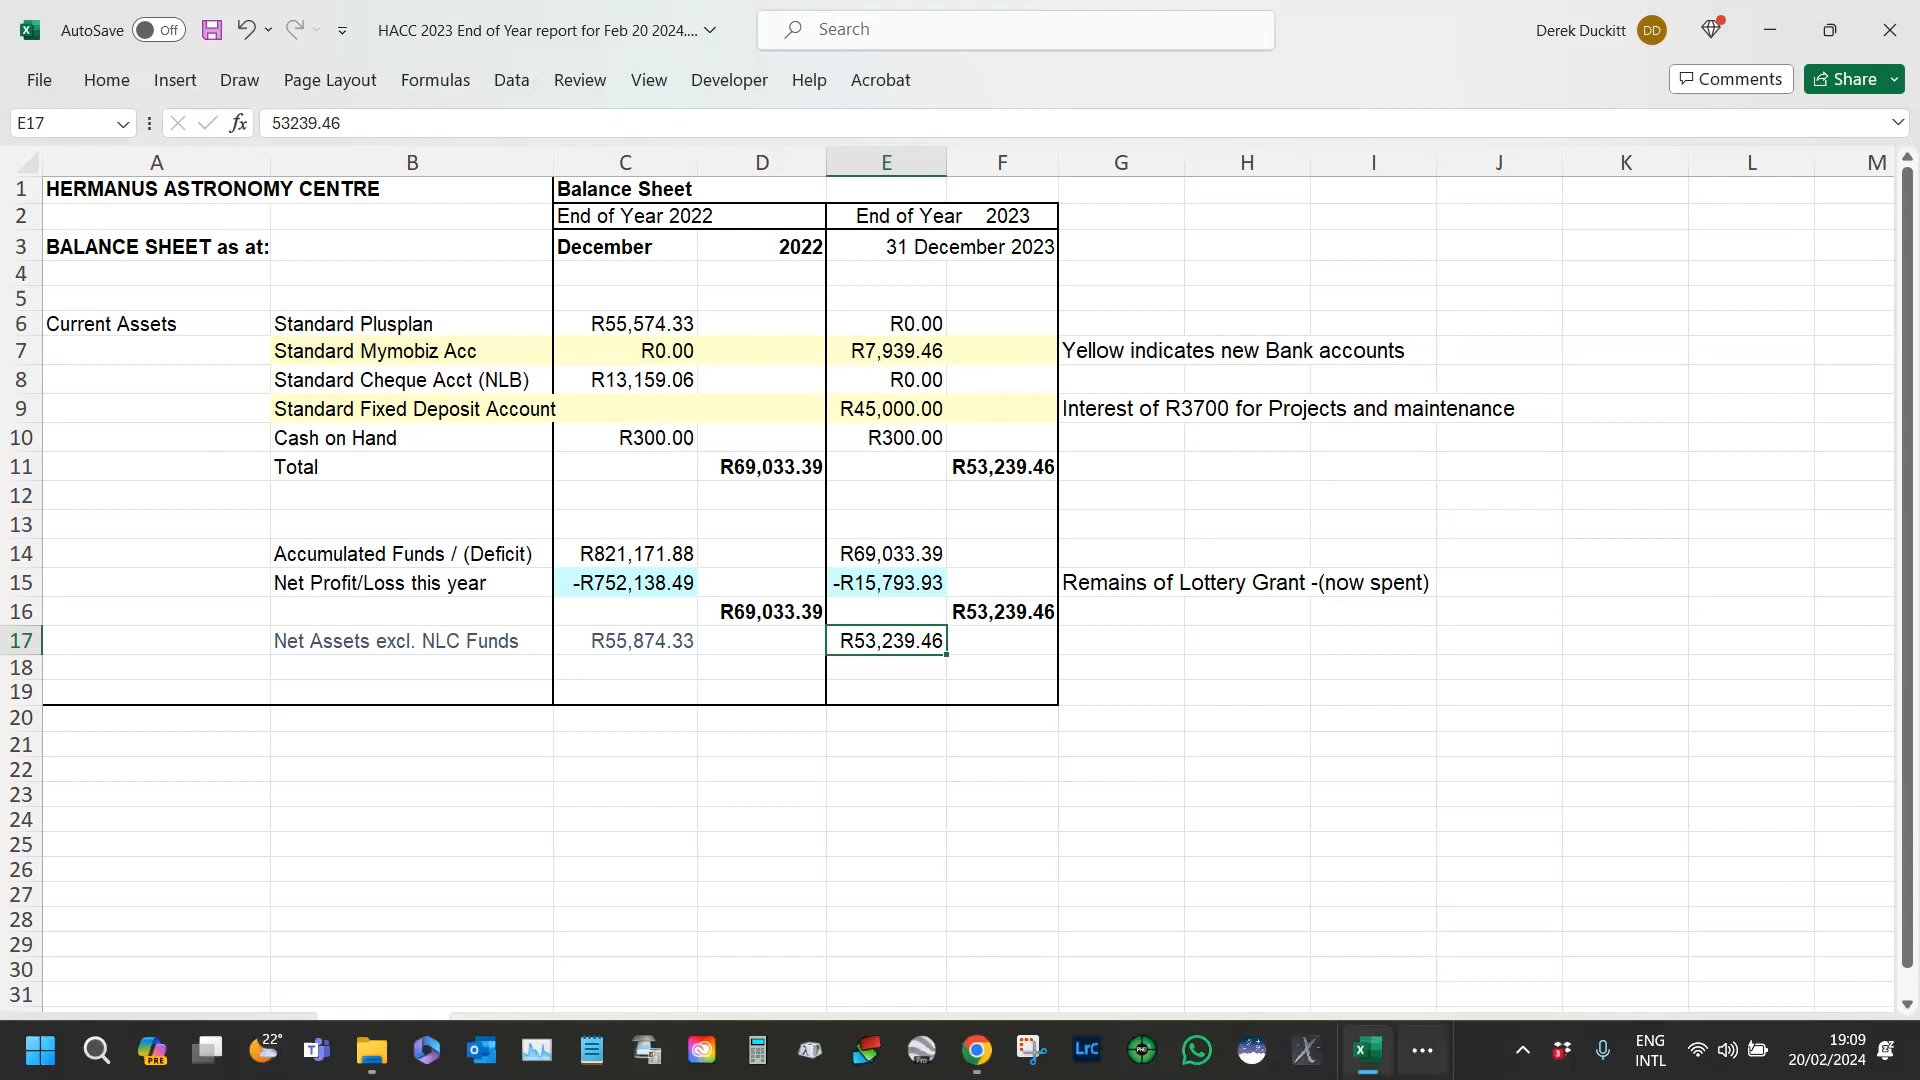 AutoSave Off HACC 2023 End of Year report for Feb 20 2024.... Search Derek Duckitt DD
File Home Insert Draw Page Layout Formulas Data Review View Developer Help Acrobat Comments Share
E17 fx 53239.46
A B C D E F G H I J K L M
1 HERMANUS ASTRONOMY CENTRE Balance Sheet
2 End of Year 2022 End of Year 2023
3 BALANCE SHEET as at: December 2022 31 December 2023
4
5
6 Current Assets Standard Plusplan R55,574.33 R0.00
7 Standard Mymobiz Acc R0.00 R7,939.46 Yellow indicates new Bank accounts
8 Standard Cheque Acct (NLB) R13,159.06 R0.00
9 Standard Fixed Deposit Account R45,000.00 Interest of R3700 for Projects and maintenance
10 Cash on Hand R300.00 R300.00
11 Total R69,033.39 R53,239.46
12
13
14 Accumulated Funds / (Deficit) R821,171.88 R69,033.39
15 Net Profit/Loss this year -R752,138.49 -R15,793.93 Remains of Lottery Grant -(now spent)
16 R69,033.39 R53,239.46
17 Net Assets excl. NLC Funds R55,874.33 R53,239.46
18
19
20
21
22
23
24
25
26
27
28
29
30
31
PRE 22° LrC ENG 19:09
INTL 20/02/2024